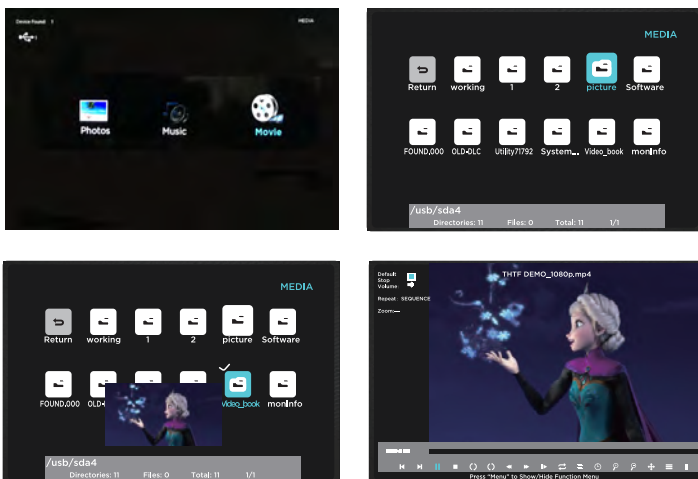 Device Found 1
MEDIA
Photos
Music
Movie
MEDIA
Return working 1 2 picture Software
FOUND,000 OLD-DLC Utility71792 System... Video_book moninfo
/usb/sda4
Directories: 11 Files: 0 Total: 11 1/1
MEDIA
Return working 1 2 picture Software
FOUND,000 OLD- Video_book moninfo
/usb/sda4
Directories: 11 Files: 0 Total: 11 1/1
Default
Stop
Volume:
Repeat: SEQUENCE
Zoom:—
THTF DEMO_1080p.mp4
Press "Menu" to Show/Hide Function Menu